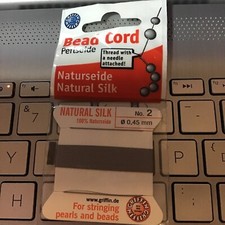 Bead Cord
Perlseide
Thread with a
needle
attached!
Naturseide
Natural Silk
NATURAL SILK
100% Naturseide
No. 2
Ø 0,45 mm
www.griffin.de
For stringing
pearls and beads